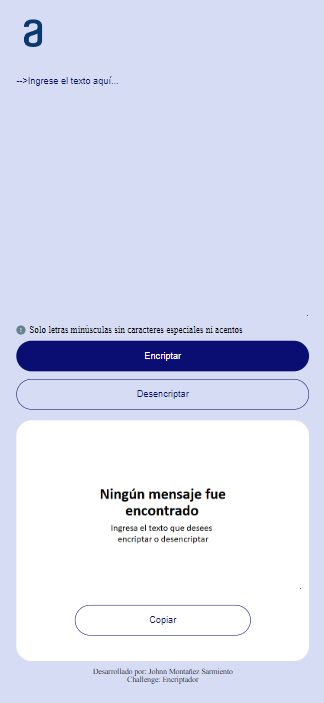 a
-->Ingrese el texto aquí...
Solo letras minúsculas sin caracteres especiales ni acentos
Encriptar
Desencriptar
Ningún mensaje fue
encontrado
Ingresa el texto que desees
encriptar o desencriptar
Copiar
Desarrollado por: Johnn Montañez Sarmiento
Challenge: Encriptador